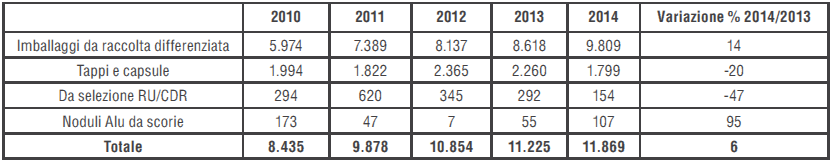 2010 2011 2012 2013 2014 Variazione % 2014/2013
Imballaggi da raccolta differenziata 5.974 7.389 8.137 8.618 9.809 14
Tappi e capsule 1.994 1.822 2.365 2.260 1.799 -20
Da selezione RU/CDR 294 620 345 292 154 -47
Noduli Alu da scorie 173 47 7 55 107 95
Totale 8.435 9.878 10.854 11.225 11.869 6